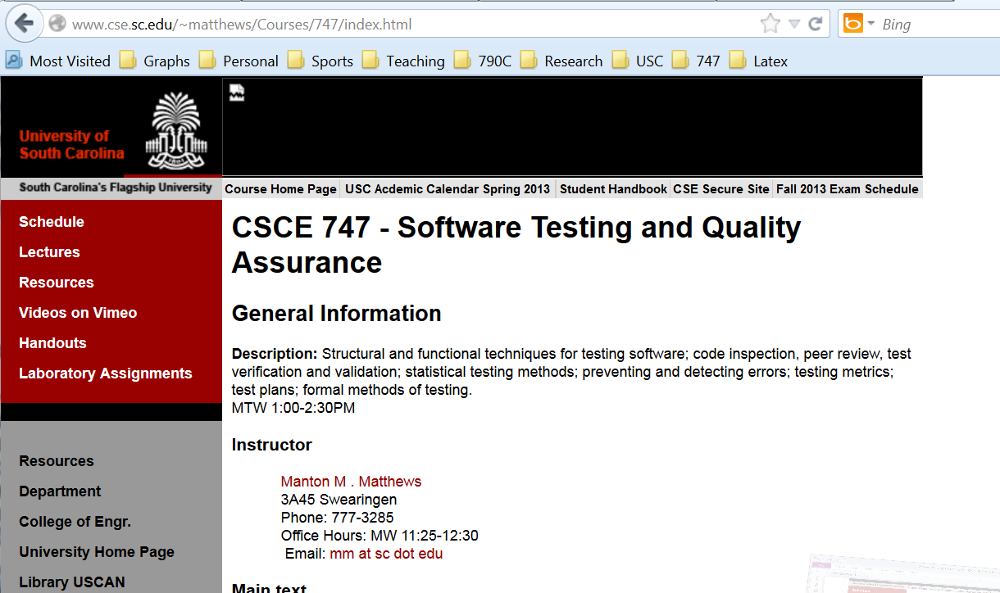 www.cse.sc.edu/~matthews/Courses/747/index.html
Bing
Most Visited Graphs Personal Sports Teaching 790C Research USC 747 Latex
University of
South Carolina
South Carolina's Flagship University
Course Home Page USC Acdemic Calendar Spring 2013 Student Handbook CSE Secure Site Fall 2013 Exam Schedule
Schedule
Lectures
Resources
Videos on Vimeo
Handouts
Laboratory Assignments
Resources
Department
College of Engr.
University Home Page
Library USCAN
CSCE 747 - Software Testing and Quality
Assurance
General Information
Description: Structural and functional techniques for testing software; code inspection, peer review, test
verification and validation; statistical testing methods; preventing and detecting errors; testing metrics;
test plans; formal methods of testing.
MTW 1:00-2:30PM
Instructor
Manton M . Matthews
3A45 Swearingen
Phone: 777-3285
Office Hours: MW 11:25-12:30
Email: mm at sc dot edu
Main text